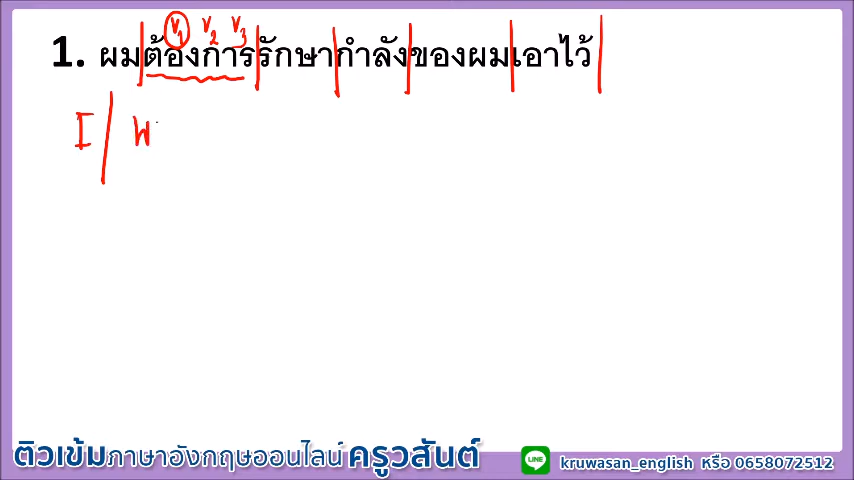 V1 V2 V3
1. ผมต้องการรักษากำลังของผมเอาไว้
I / W
ติวเข้มภาษาอังกฤษออนไลน์ ครูวสันต์ LINE kruwasan_english หรือ 0658072512